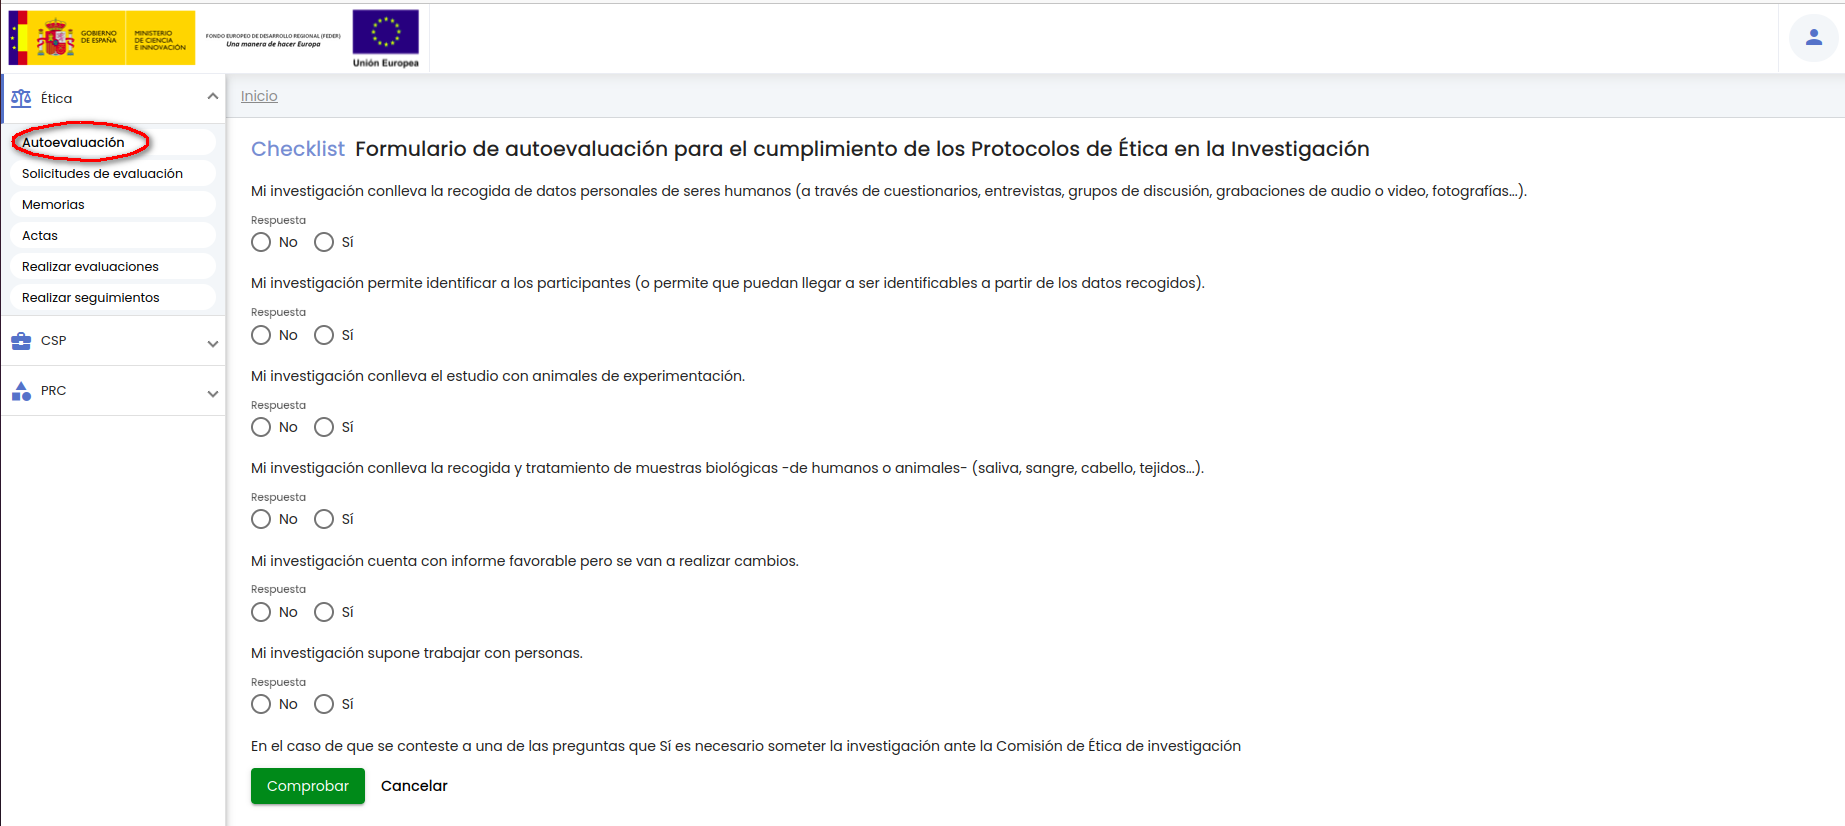 GOBIERNO
DE ESPAÑA
MINISTERIO
DE CIENCIA
E INNOVACIÓN
FONDO EUROPEO DE DESARROLLO REGIONAL (FEDER)
Una manera de hacer Europa
Unión Europea
Ética
Autoevaluación
Solicitudes de evaluación
Memorias
Actas
Realizar evaluaciones
Realizar seguimientos
CSP
PRC
Inicio
Checklist Formulario de autoevaluación para el cumplimiento de los Protocolos de Ética en la Investigación
Mi investigación conlleva la recogida de datos personales de seres humanos (a través de cuestionarios, entrevistas, grupos de discusión, grabaciones de audio o video, fotografías...).
Respuesta
No Sí
Mi investigación permite identificar a los participantes (o permite que puedan llegar a ser identificables a partir de los datos recogidos).
Respuesta
No Sí
Mi investigación conlleva el estudio con animales de experimentación.
Respuesta
No Sí
Mi investigación conlleva la recogida y tratamiento de muestras biológicas -de humanos o animales- (saliva, sangre, cabello, tejidos...).
Respuesta
No Sí
Mi investigación cuenta con informe favorable pero se van a realizar cambios.
Respuesta
No Sí
Mi investigación supone trabajar con personas.
Respuesta
No Sí
En el caso de que se conteste a una de las preguntas que Sí es necesario someter la investigación ante la Comisión de Ética de investigación
Comprobar Cancelar